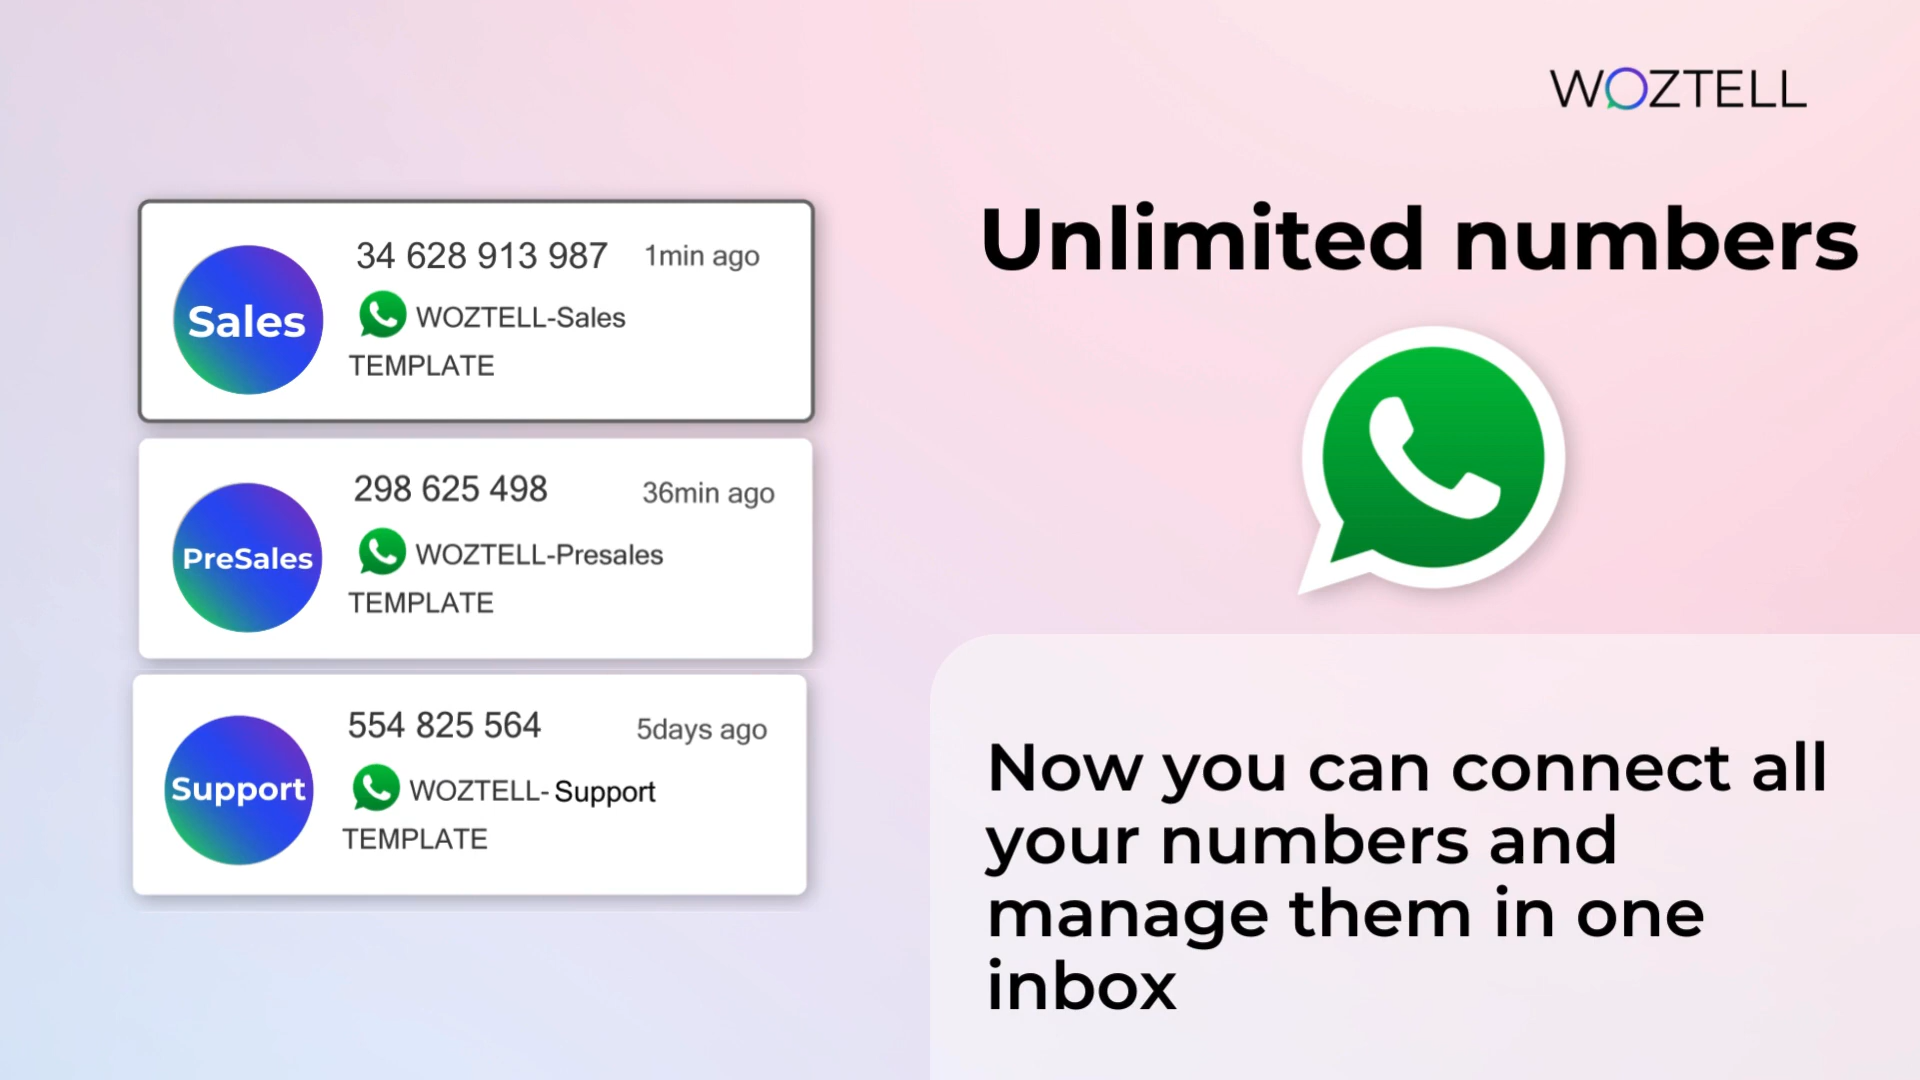 WOZTELL
Unlimited numbers
Sales
34 628 913 987 1min ago
WOZTELL-Sales
TEMPLATE
PreSales
298 625 498 36min ago
WOZTELL-Presales
TEMPLATE
Support
554 825 564 5days ago
WOZTELL- Support
TEMPLATE
Now you can connect all
your numbers and
manage them in one
inbox